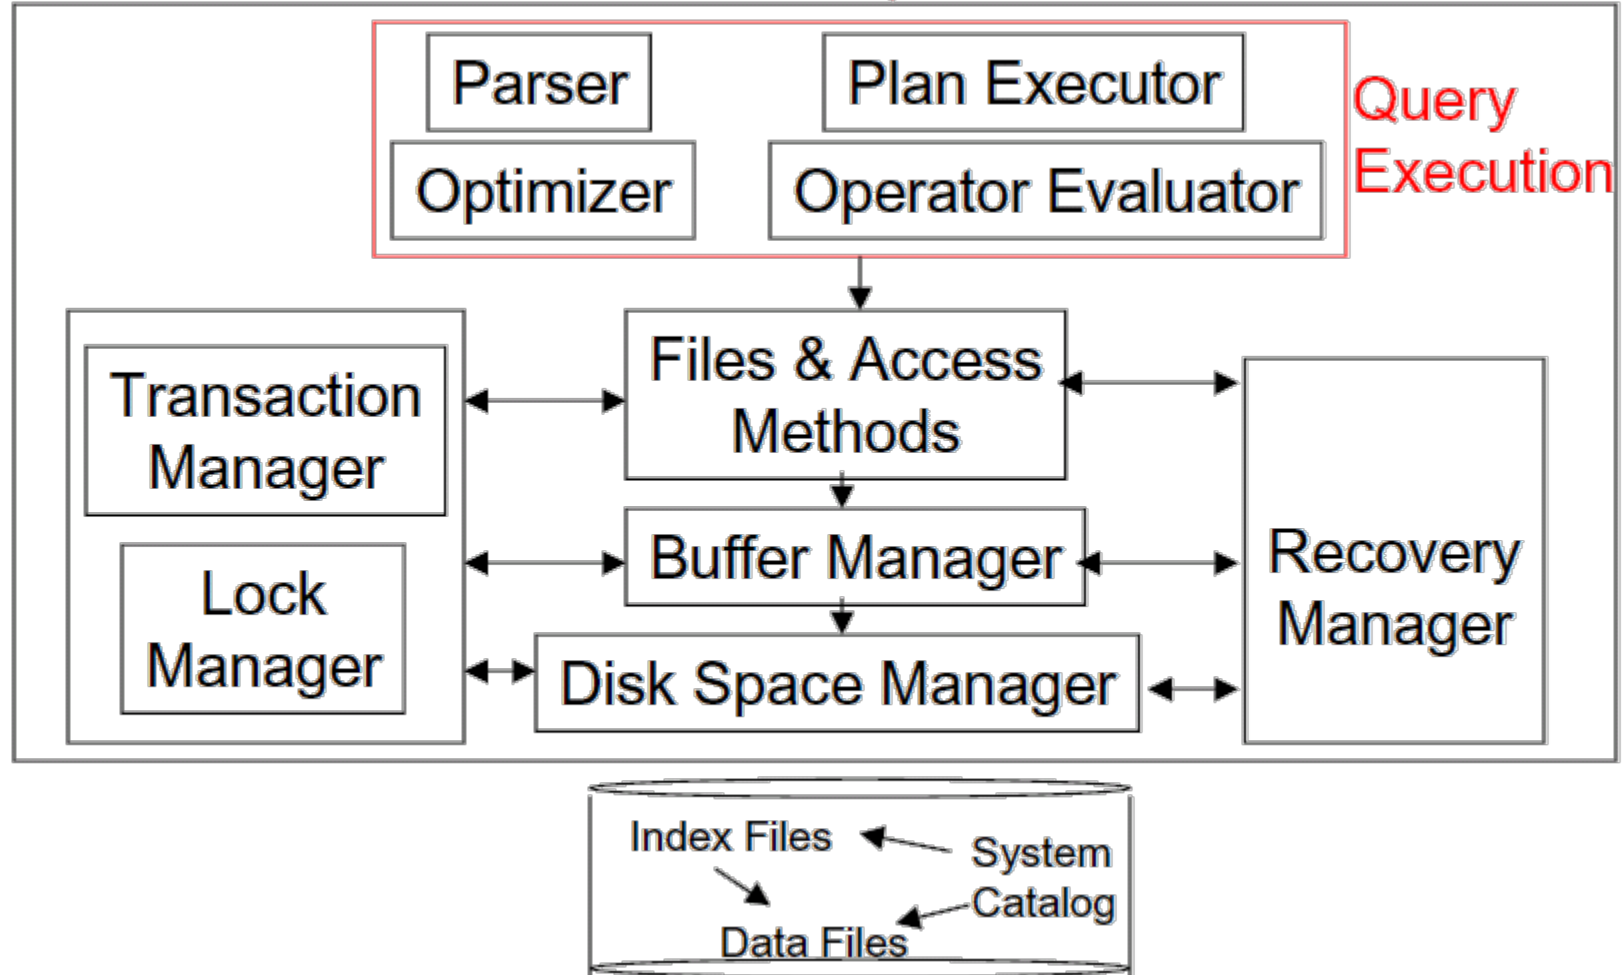 Parser
Plan Executor
Query
Execution
Optimizer
Operator Evaluator
Files & Access
Methods
Transaction
Manager
Lock
Manager
Buffer Manager
Disk Space Manager
Recovery
Manager
Index Files
System
Catalog
Data Files